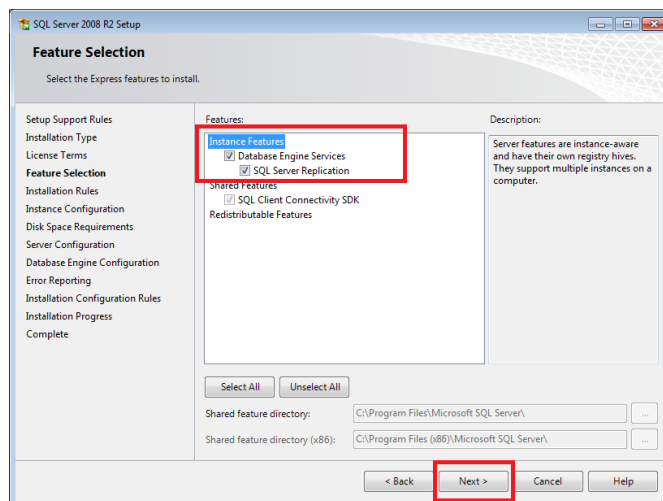 SQL Server 2008 R2 Setup
Feature Selection
Select the Express features to install.
Setup Support Rules
Installation Type
License Terms
Feature Selection
Installation Rules
Instance Configuration
Disk Space Requirements
Server Configuration
Database Engine Configuration
Error Reporting
Installation Configuration Rules
Installation Progress
Complete
Features:
Instance Features
Database Engine Services
SQL Server Replication
Shared Features
SQL Client Connectivity SDK
Redistributable Features
Description:
Server features are instance-aware
and have their own registry hives.
They support multiple instances on a
computer.
Select All
Unselect All
Shared feature directory:
C:\Program Files\Microsoft SQL Server\
...
Shared feature directory (x86):
C:\Program Files (x86)\Microsoft SQL Server\
...
< Back
Next >
Cancel
Help